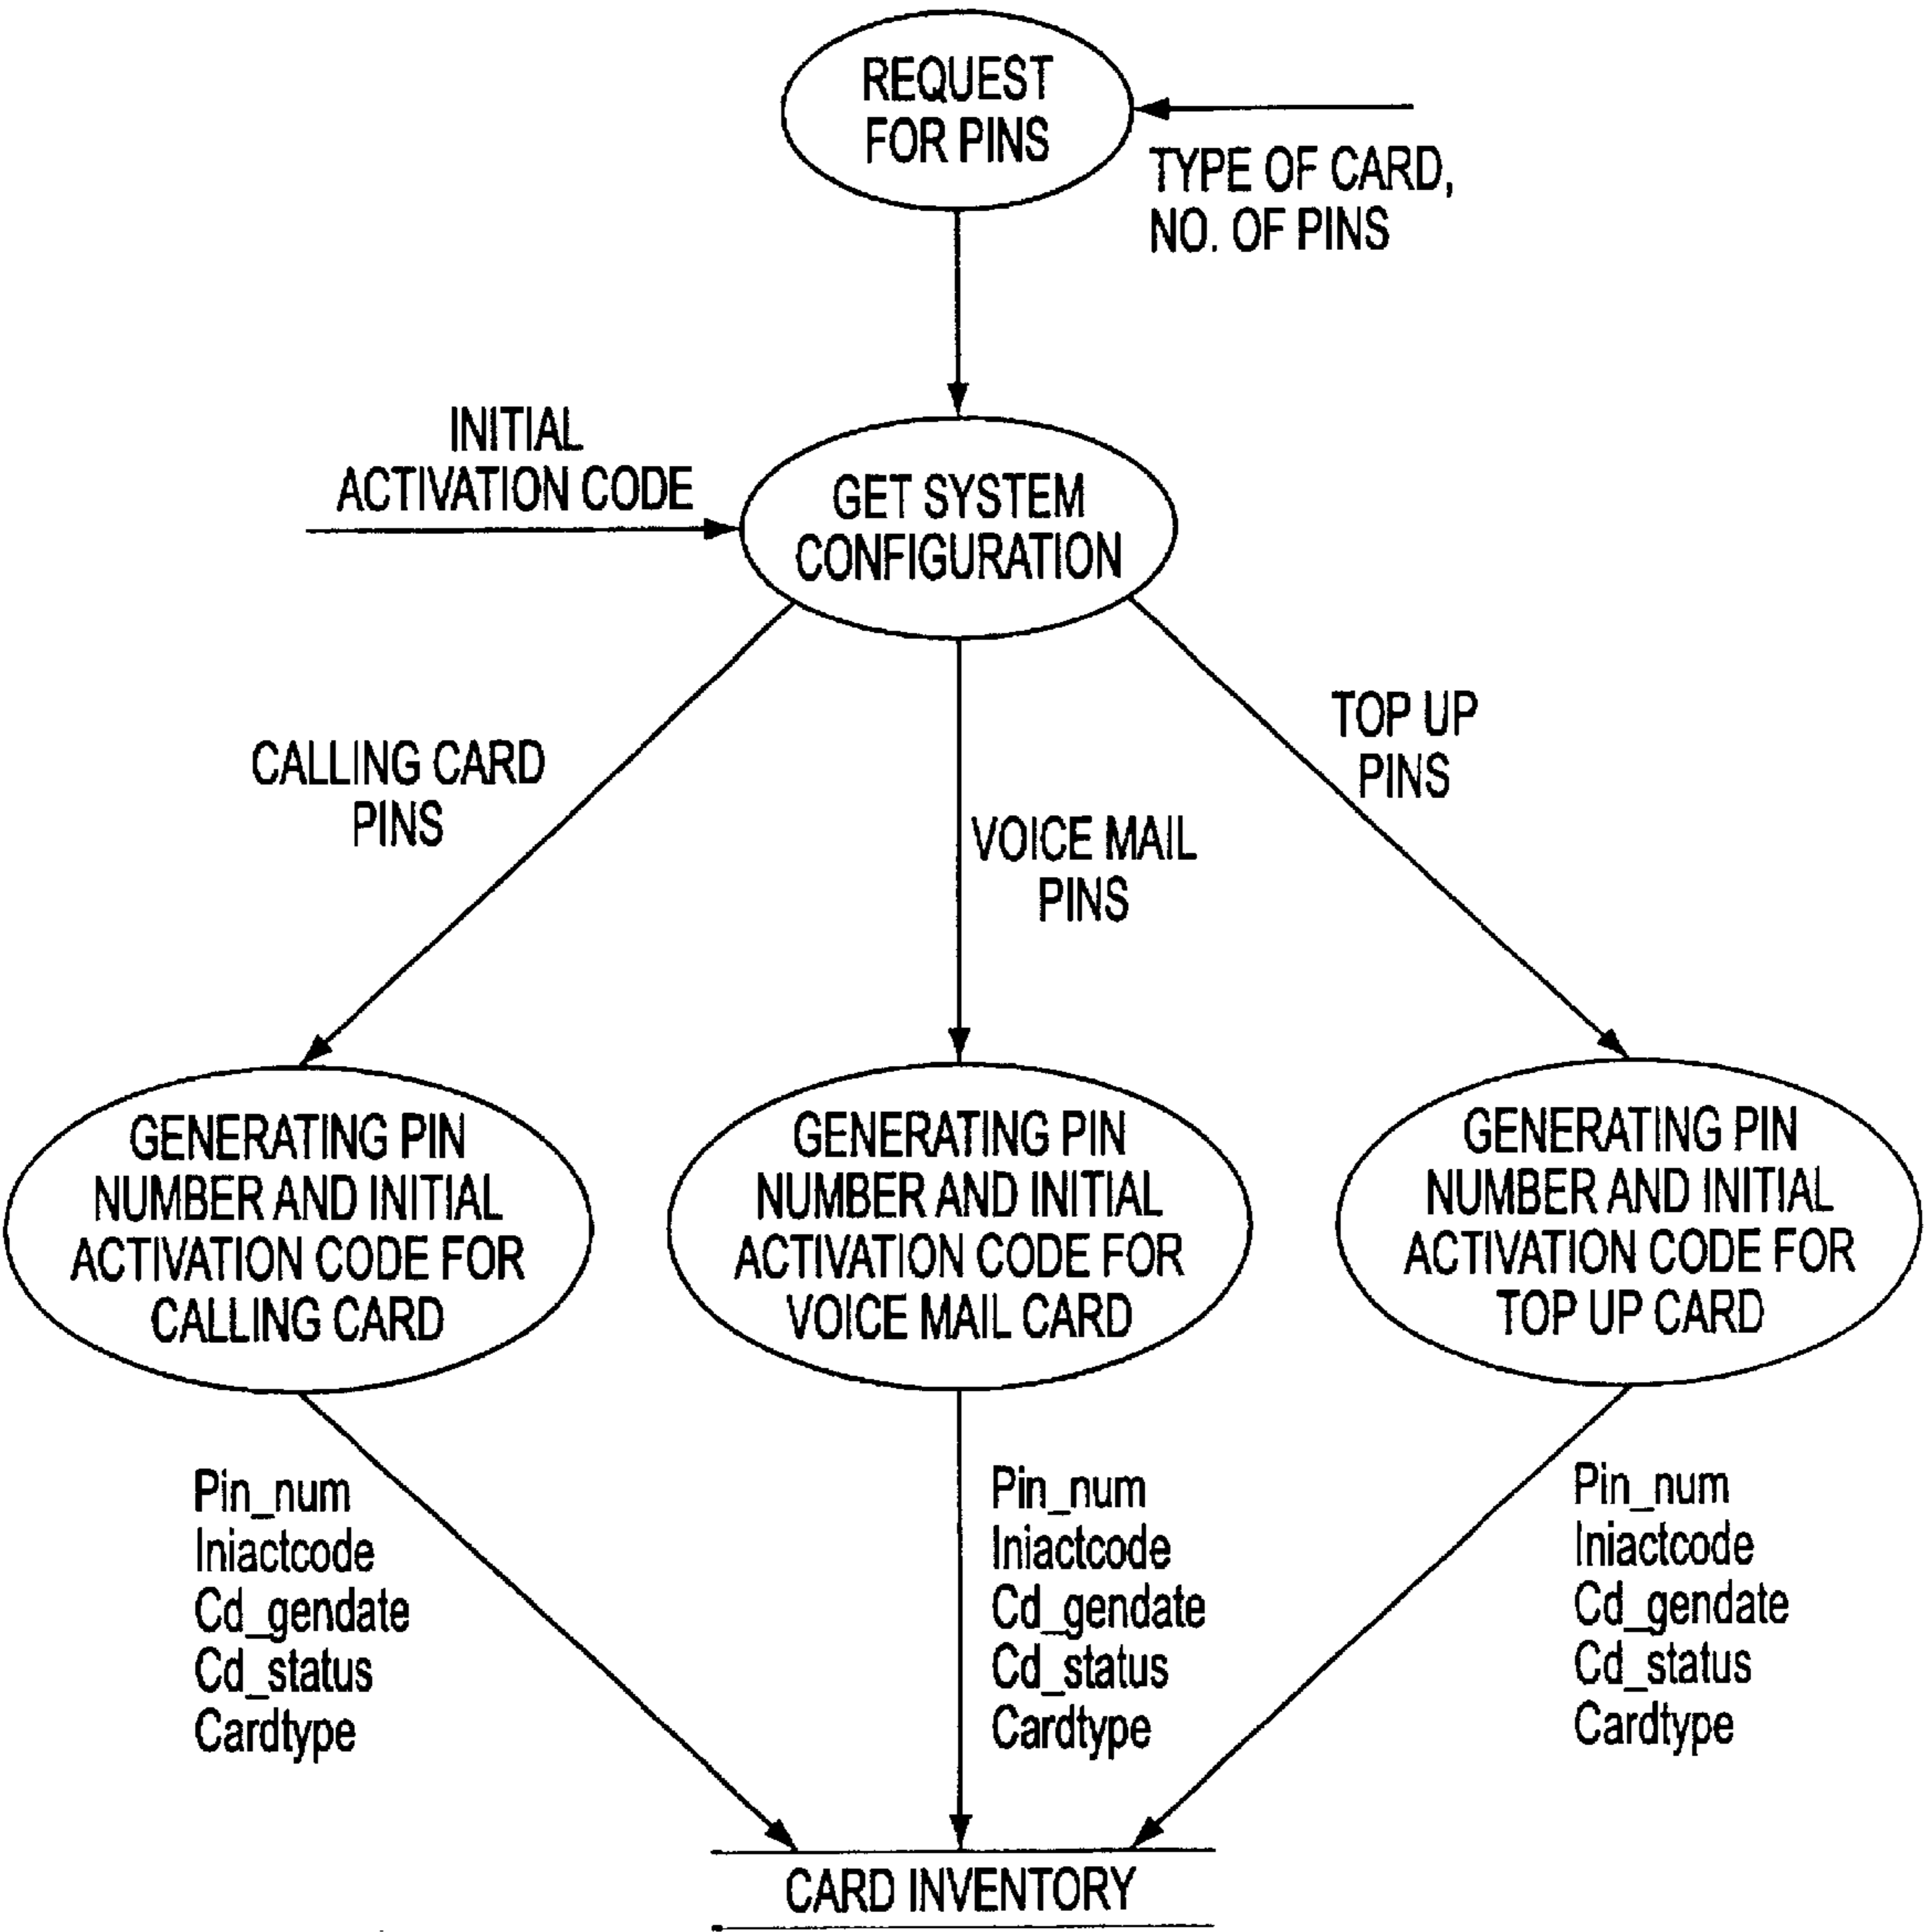 REQUEST
FOR PINS
TYPE OF CARD,
NO. OF PINS
INITIAL
ACTIVATION CODE
GET SYSTEM
CONFIGURATION
CALLING CARD
PINS
VOICE MAIL
PINS
TOP UP
PINS
GENERATING PIN
NUMBER AND INITIAL
ACTIVATION CODE FOR
CALLING CARD
GENERATING PIN
NUMBER AND INITIAL
ACTIVATION CODE FOR
VOICE MAIL CARD
GENERATING PIN
NUMBER AND INITIAL
ACTIVATION CODE FOR
TOP UP CARD
Pin_num
Iniactcode
Cd_gendate
Cd_status
Cardtype
Pin_num
Iniactcode
Cd_gendate
Cd_status
Cardtype
Pin_num
Iniactcode
Cd_gendate
Cd_status
Cardtype
CARD INVENTORY